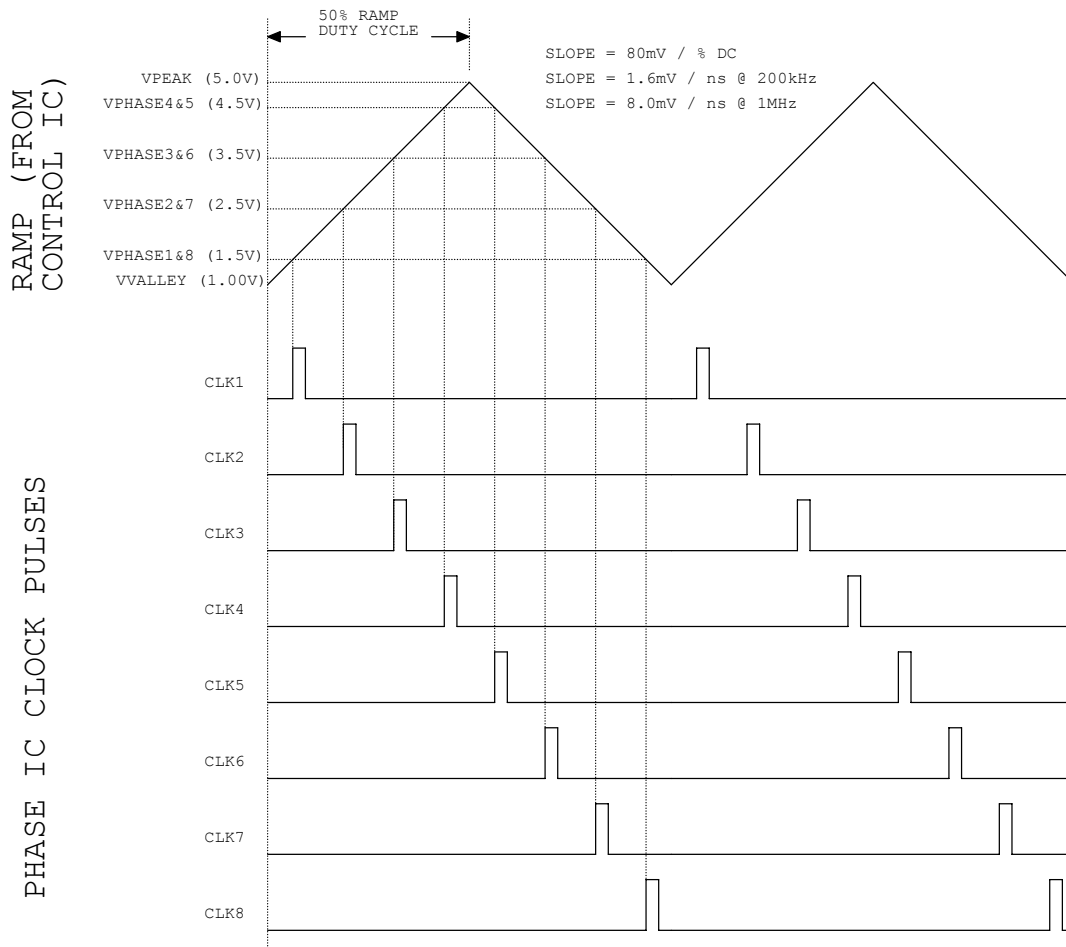 50% RAMP
DUTY CYCLE
SLOPE = 80mV / % DC
SLOPE = 1.6mV / ns @ 200kHz
SLOPE = 8.0mV / ns @ 1MHz
RAMP (FROM
CONTROL IC)
VPEAK (5.0V)
VPHASE4&5 (4.5V)
VPHASE3&6 (3.5V)
VPHASE2&7 (2.5V)
VPHASE1&8 (1.5V)
VVALLEY (1.00V)
PHASE IC CLOCK PULSES
CLK1
CLK2
CLK3
CLK4
CLK5
CLK6
CLK7
CLK8